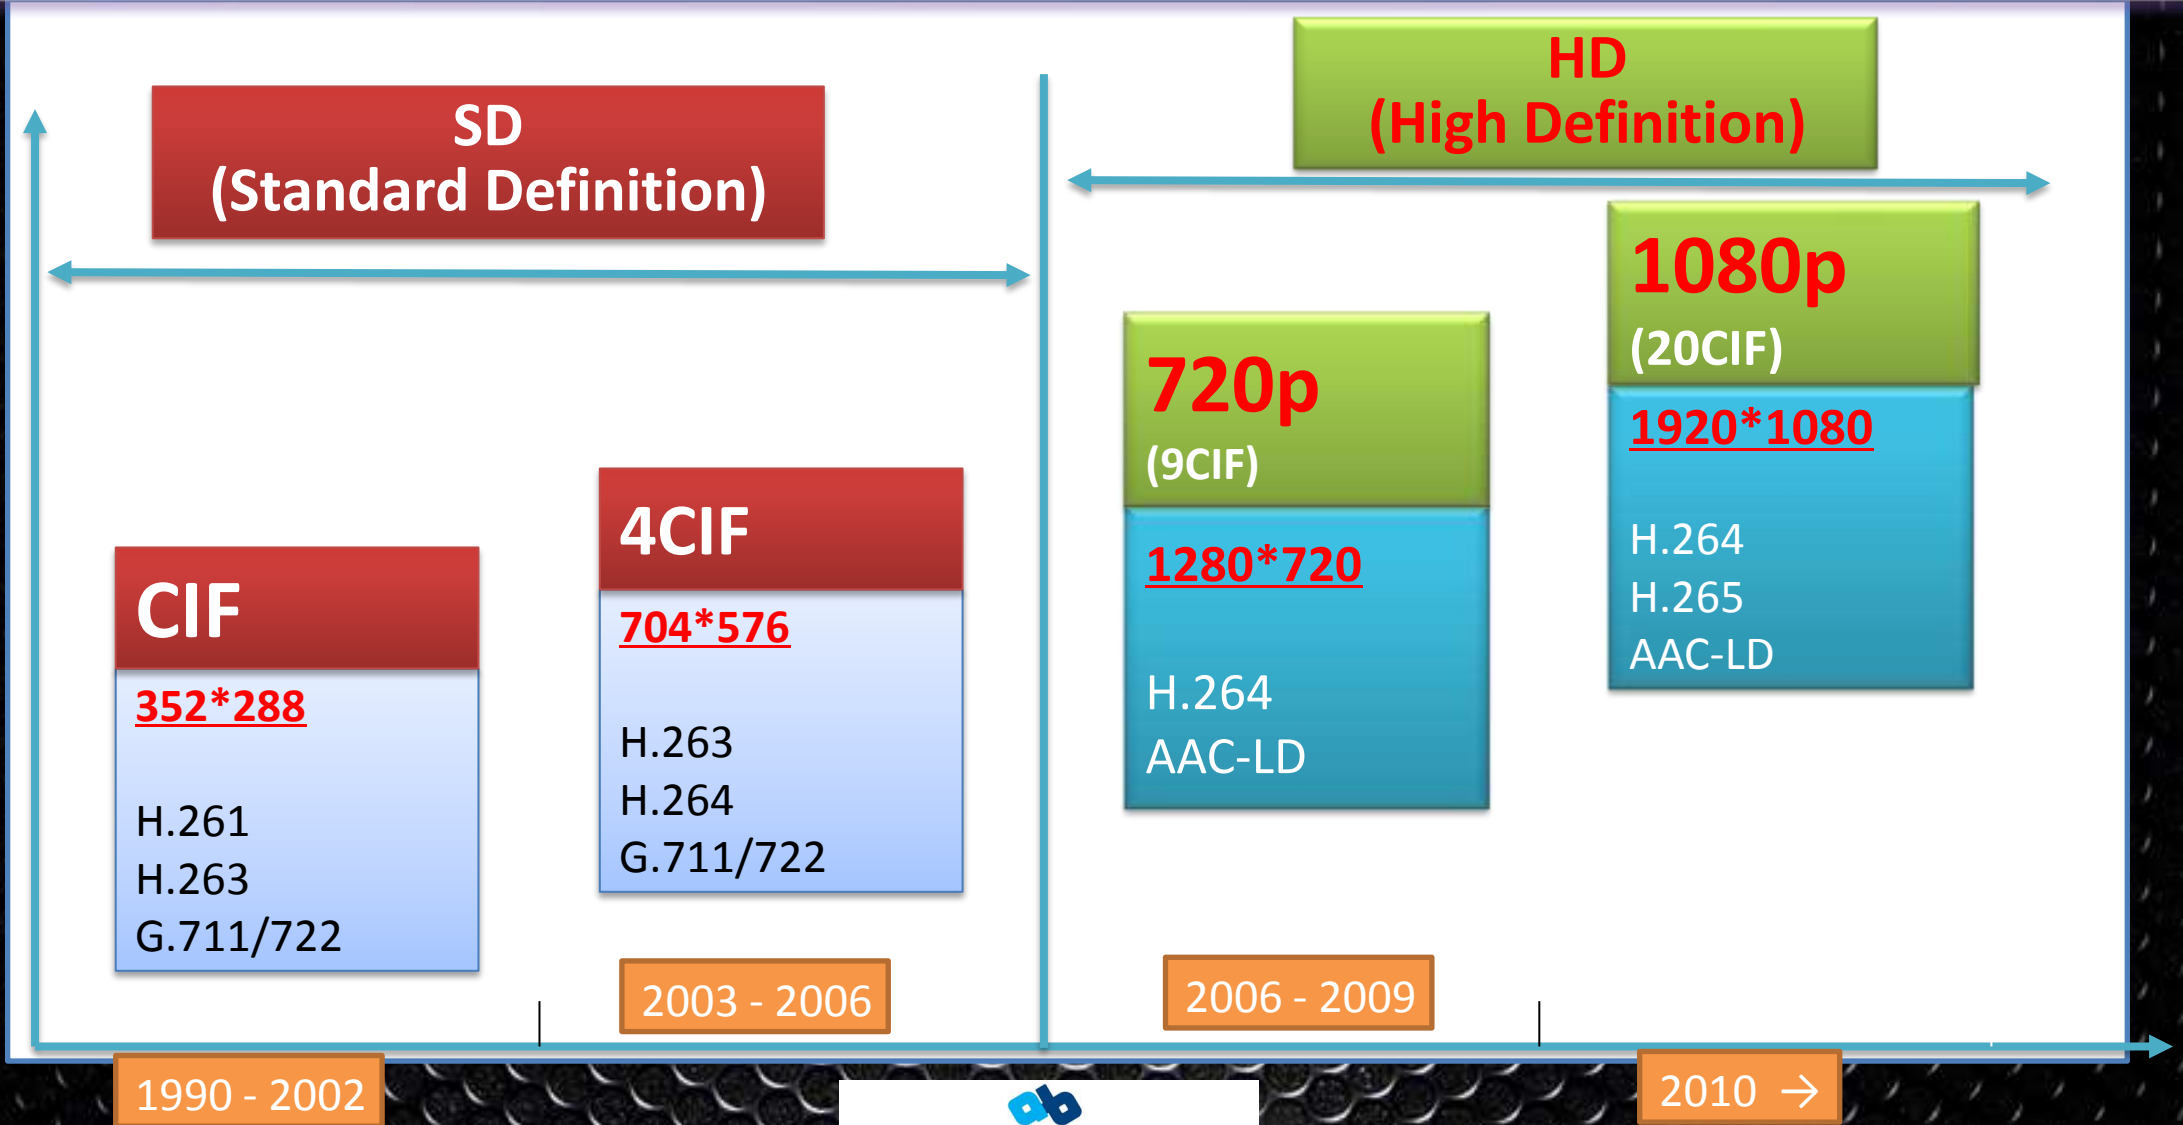 SD
(Standard Definition)
HD
(High Definition)
CIF
352*288
H.261
H.263
G.711/722
4CIF
704*576
H.263
H.264
G.711/722
720p
(9CIF)
1280*720
H.264
AAC-LD
1080p
(20CIF)
1920*1080
H.264
H.265
AAC-LD
1990 - 2002
2003 - 2006
2006 - 2009
2010 →
ab